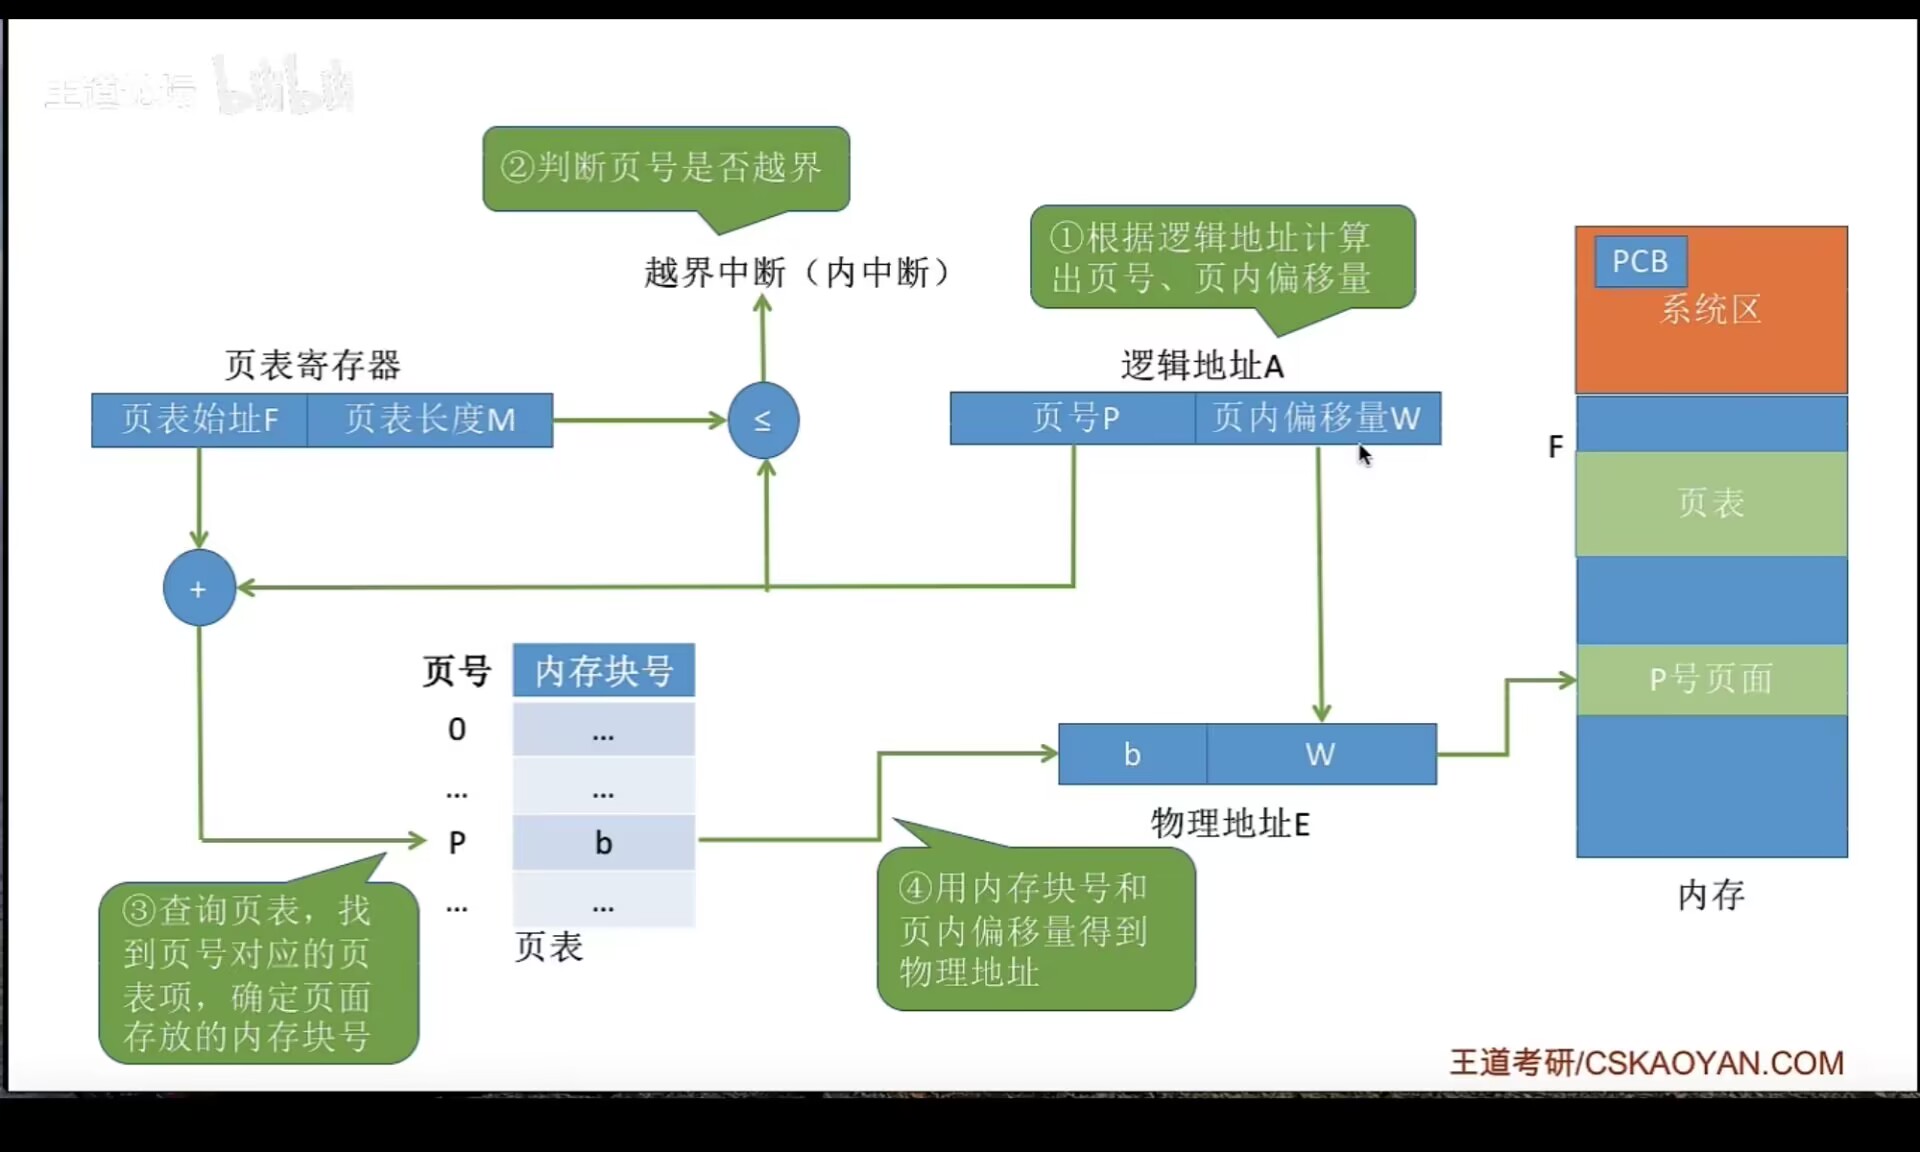 王道论坛 bilibili
②判断页号是否越界
①根据逻辑地址计算
出页号、页内偏移量
越界中断（内中断）
PCB
系统区
页表寄存器
逻辑地址A
页表始址F
页表长度M
≤
页号P
页内偏移量W
F
页表
+
页号
内存块号
0
...
...
...
P
b
...
...
页表
P号页面
b
W
物理地址E
内存
③查询页表，找
到页号对应的页
表项，确定页面
存放的内存块号
④用内存块号和
页内偏移量得到
物理地址
王道考研/CSKAOYAN.COM